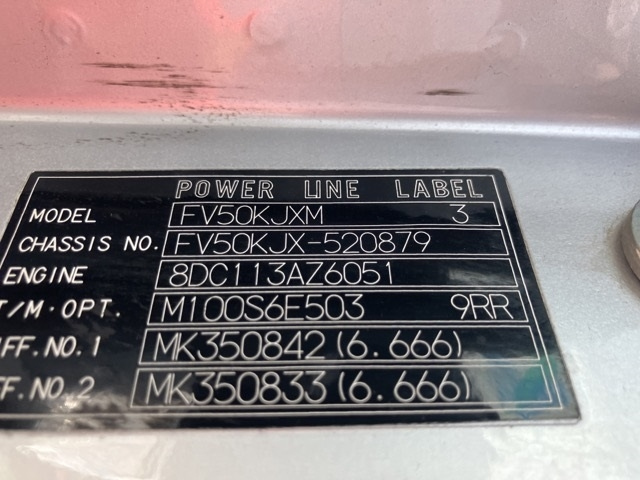 POWER LINE LABEL
MODEL FV50KJXM 3
CHASSIS NO. FV50KJX-520879
ENGINE 8DC113AZ6051
T/M·OPT. M100S6E503 9RR
FF.NO.1 MK350842(6.666)
FF.NO.2 MK350833(6.666)